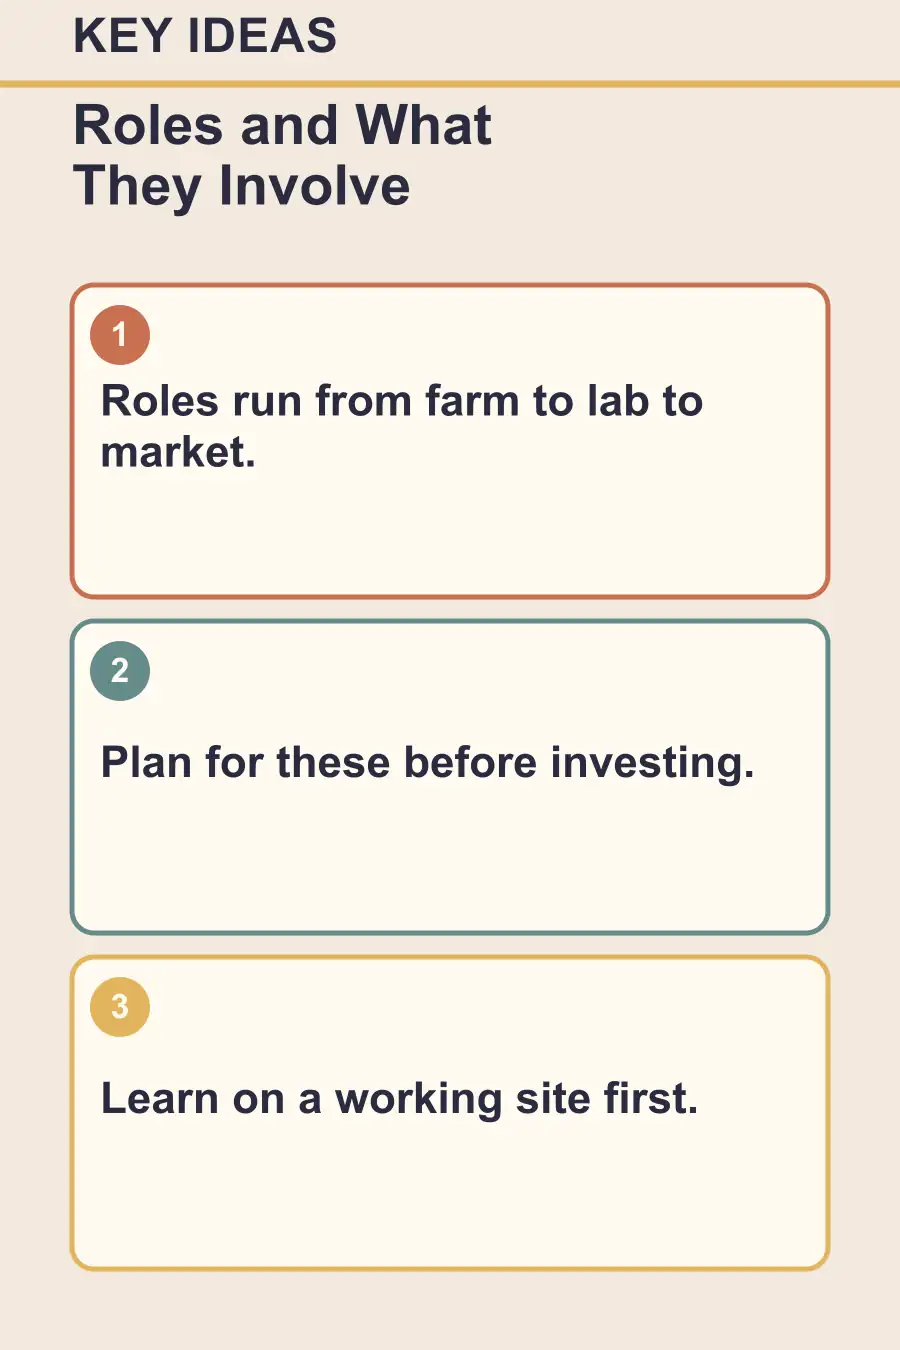 KEY IDEAS
Roles and What
They Involve
1
Roles run from farm to lab to
market.
2
Plan for these before investing.
3
Learn on a working site first.